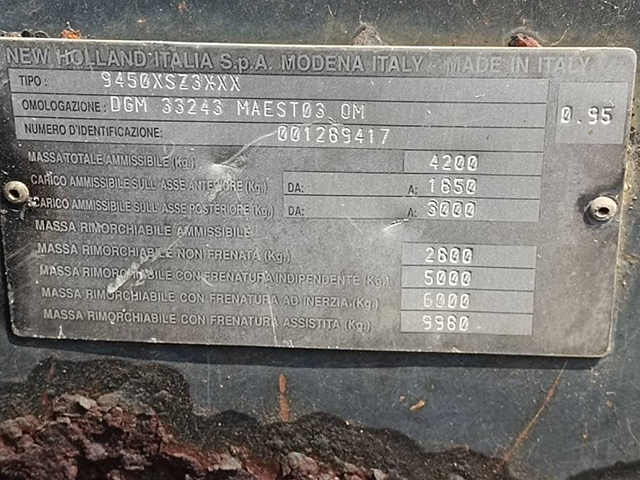 NEW HOLLAND ITALIA S.p.A. MODENA ITALY - MADE IN ITALY
TIPO: 9450XSZ3XXX
OMOLOGAZIONE: DGM 33243 MAEST03 OM 0.95
NUMERO D'IDENTIFICAZIONE: 001289417
MASSA TOTALE AMMISSIBILE (Kg.) 4200
CARICO AMMISSIBILE SULL'ASSE ANTERIORE (Kg.) DA: A: 1850
CARICO AMMISSIBILE SULL'ASSE POSTERIORE (Kg.) DA: A: 3000
MASSA RIMORCHIABILE AMMISSIBILE
MASSA RIMORCHIABILE NON FRENATA (Kg.) 2600
MASSA RIMORCHIABILE CON FRENATURA INDIPENDENTE (Kg.) 5000
MASSA RIMORCHIABILE CON FRENATURA AD INERZIA.(Kg.) 6000
MASSA RIMORCHIABILE CON FRENATURA ASSISTITA (Kg.) 9960